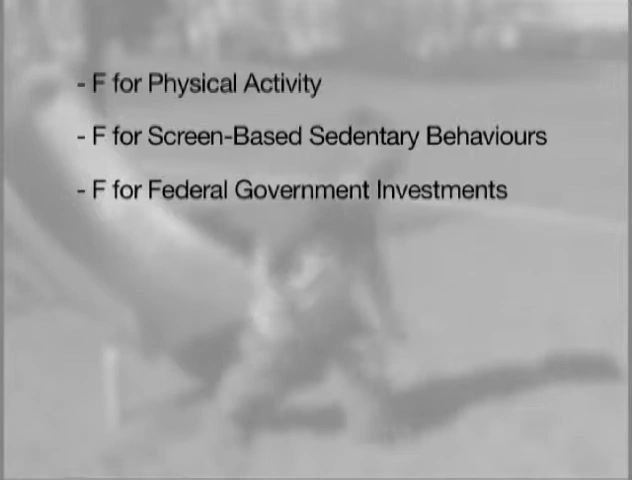 - F for Physical Activity
- F for Screen-Based Sedentary Behaviours
- F for Federal Government Investments